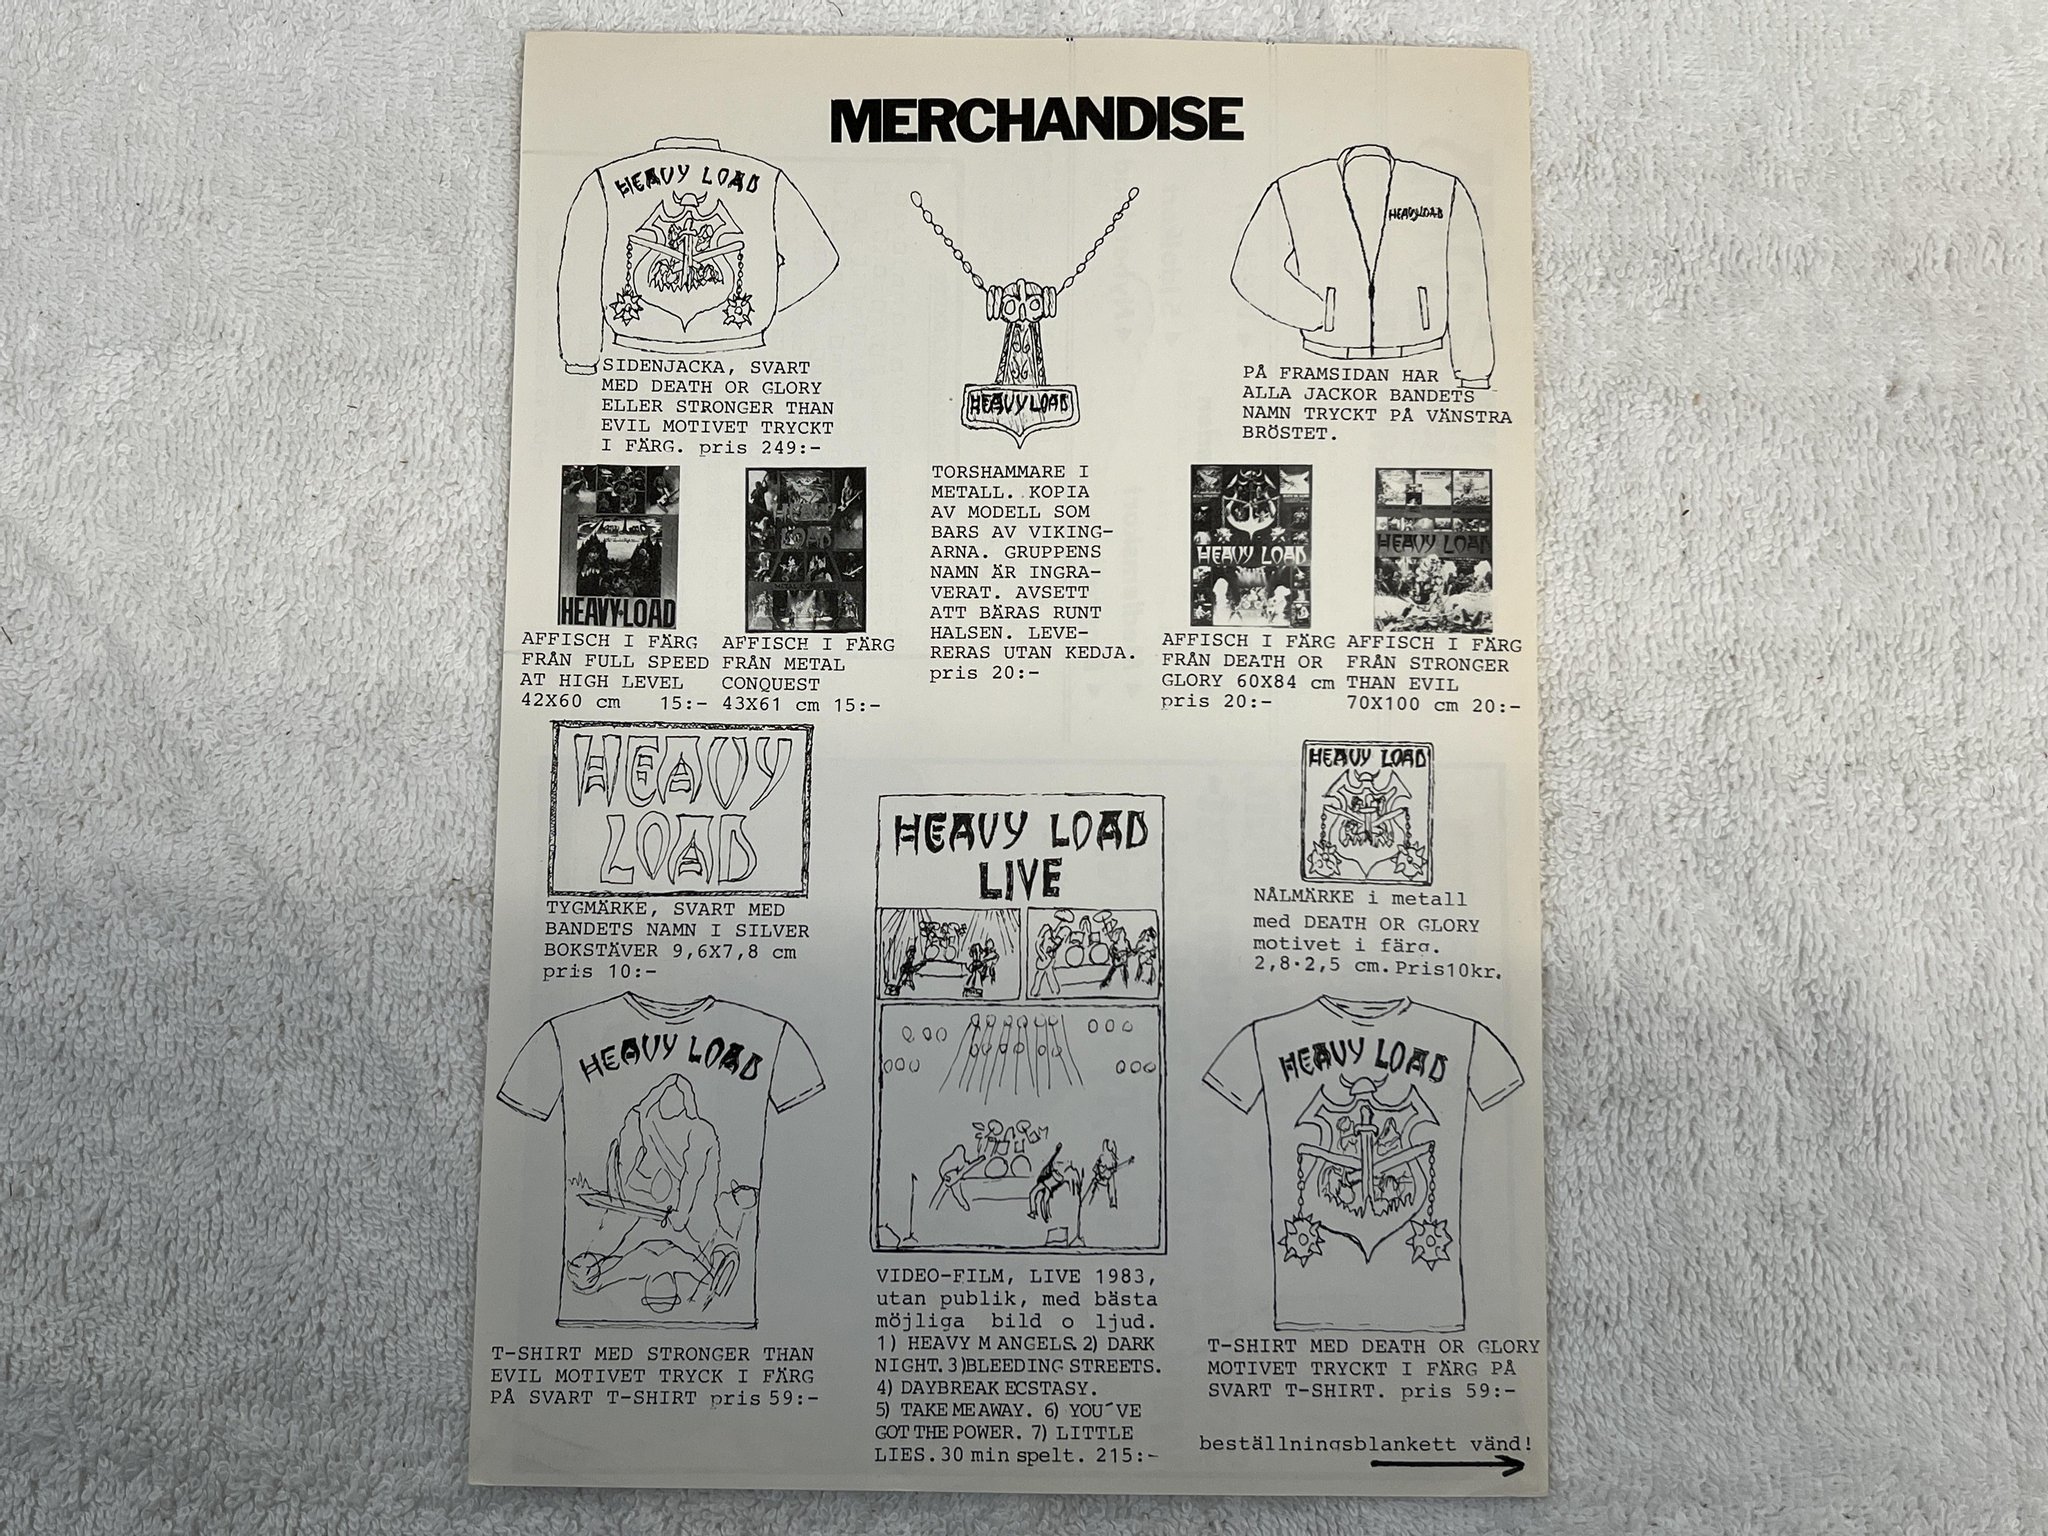 MERCHANDISE
HEAVY LOAD
HEAVY LOAD
HEAVY LOAD
SIDENJACKA, SVART
MED DEATH OR GLORY
ELLER STRONGER THAN
EVIL MOTIVET TRYCKT
I FÄRG. pris 249:-
PÅ FRAMSIDAN HAR
ALLA JACKOR BANDETS
NAMN TRYCKT PÅ VÄNSTRA
BRÖSTET.
TORSHAMMARE I
METALL. KOPIA
AV MODELL SOM
BARS AV VIKING-
ARNA. GRUPPENS
NAMN ÄR INGRA-
VERAT. AVSETT
ATT BÄRAS RUNT
HALSEN. LEVE-
RERAS UTAN KEDJA.
pris 20:-
HEAVY LOAD
HEAVY LOAD
HEAVY LOAD
HEAVY LOAD
AFFISCH I FÄRG
FRÅN FULL SPEED
AT HIGH LEVEL
42X60 cm 15:-
AFFISCH I FÄRG
FRÅN METAL
CONQUEST
43X61 cm 15:-
AFFISCH I FÄRG
FRÅN DEATH OR
GLORY 60X84 cm
pris 20:-
AFFISCH I FÄRG
FRÅN STRONGER
THAN EVIL
70X100 cm 20:-
HEAVY
LOAD
TYGMÄRKE, SVART MED
BANDETS NAMN I SILVER
BOKSTÄVER 9,6X7,8 cm
pris 10:-
HEAVY LOAD
LIVE
HEAVY LOAD
NÅLMÄRKE i metall
med DEATH OR GLORY
motivet i färg.
2,8·2,5 cm. Pris10kr.
HEAVY LOAD
T-SHIRT MED STRONGER THAN
EVIL MOTIVET TRYCK I FÄRG
PÅ SVART T-SHIRT pris 59:-
VIDEO-FILM, LIVE 1983,
utan publik, med bästa
möjliga bild o ljud.
1) HEAVY M ANGELS. 2) DARK
NIGHT. 3)BLEEDING STREETS.
4) DAYBREAK ECSTASY.
5) TAKE ME AWAY. 6) YOU´VE
GOT THE POWER. 7) LITTLE
LIES. 30 min spelt. 215:-
HEAVY LOAD
T-SHIRT MED DEATH OR GLORY
MOTIVET TRYCKT I FÄRG PÅ
SVART T-SHIRT. pris 59:-
beställningsblankett vänd!